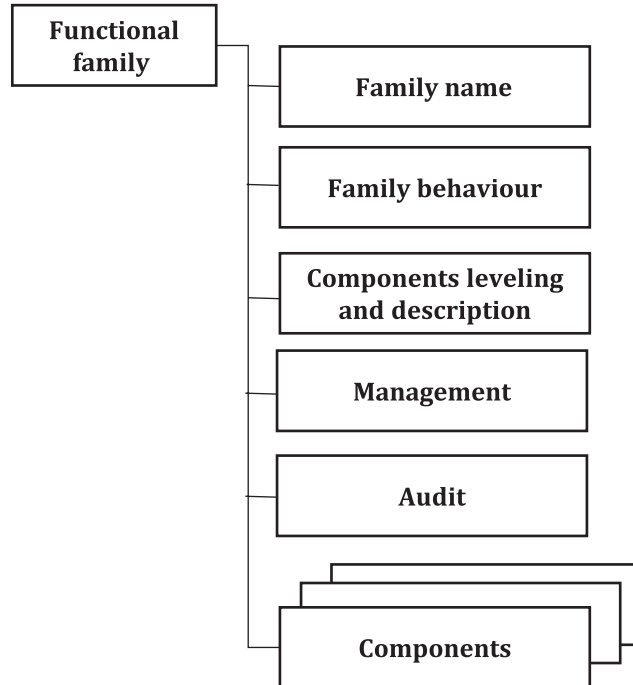 Functional
family
Family name
Family behaviour
Components leveling
and description
Management
Audit
Components